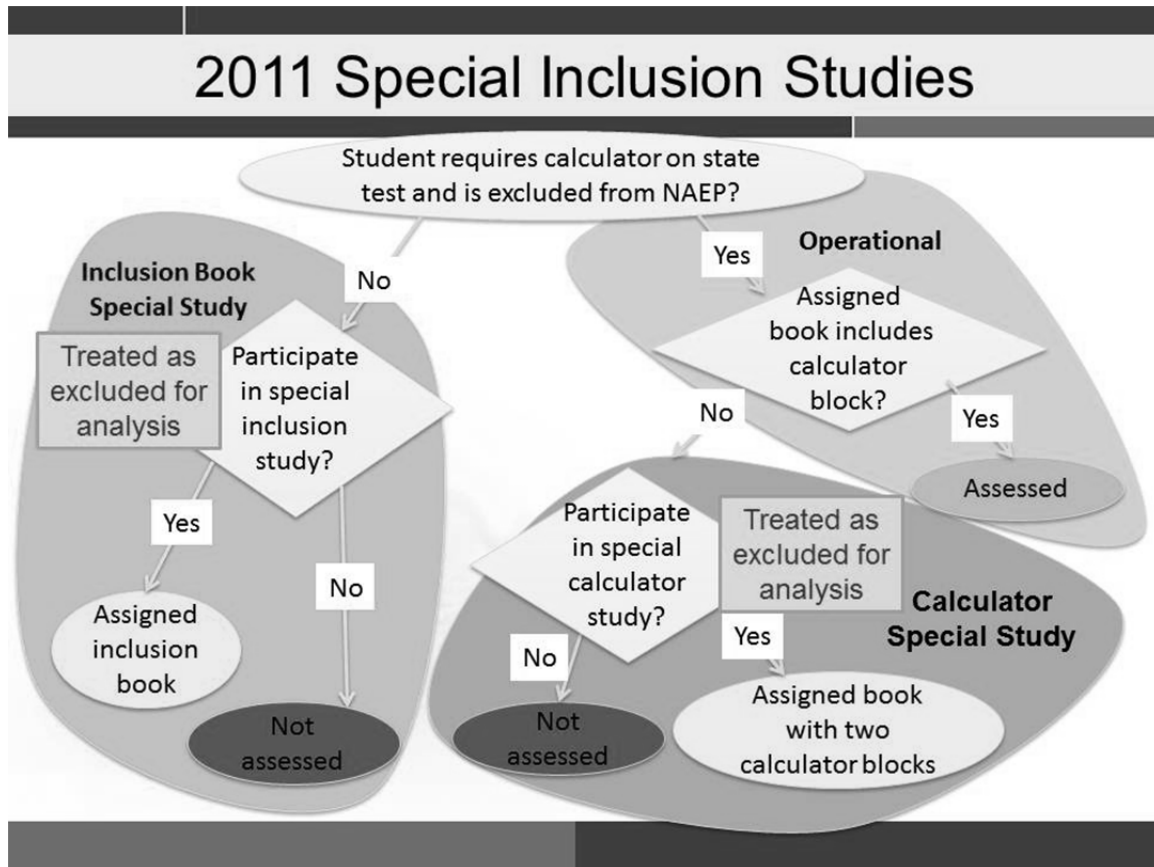 2011 Special Inclusion Studies
Student requires calculator on state
test and is excluded from NAEP?
No
Yes
Inclusion Book
Special Study
Treated as
excluded for
analysis
Participate
in special
inclusion
study?
Yes
No
Assigned
inclusion
book
Not
assessed
Operational
Assigned
book includes
calculator
block?
No
Yes
Assessed
Participate
in special
calculator
study?
Treated as
excluded for
analysis
Calculator
Special Study
No
Yes
Not
assessed
Assigned book
with two
calculator blocks